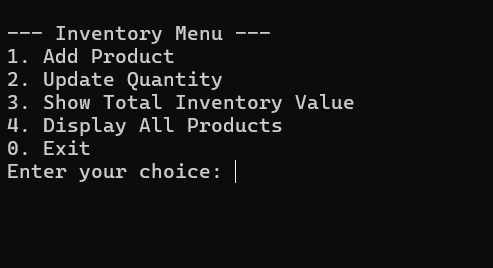 --- Inventory Menu ---
1. Add Product
2. Update Quantity
3. Show Total Inventory Value
4. Display All Products
0. Exit
Enter your choice: